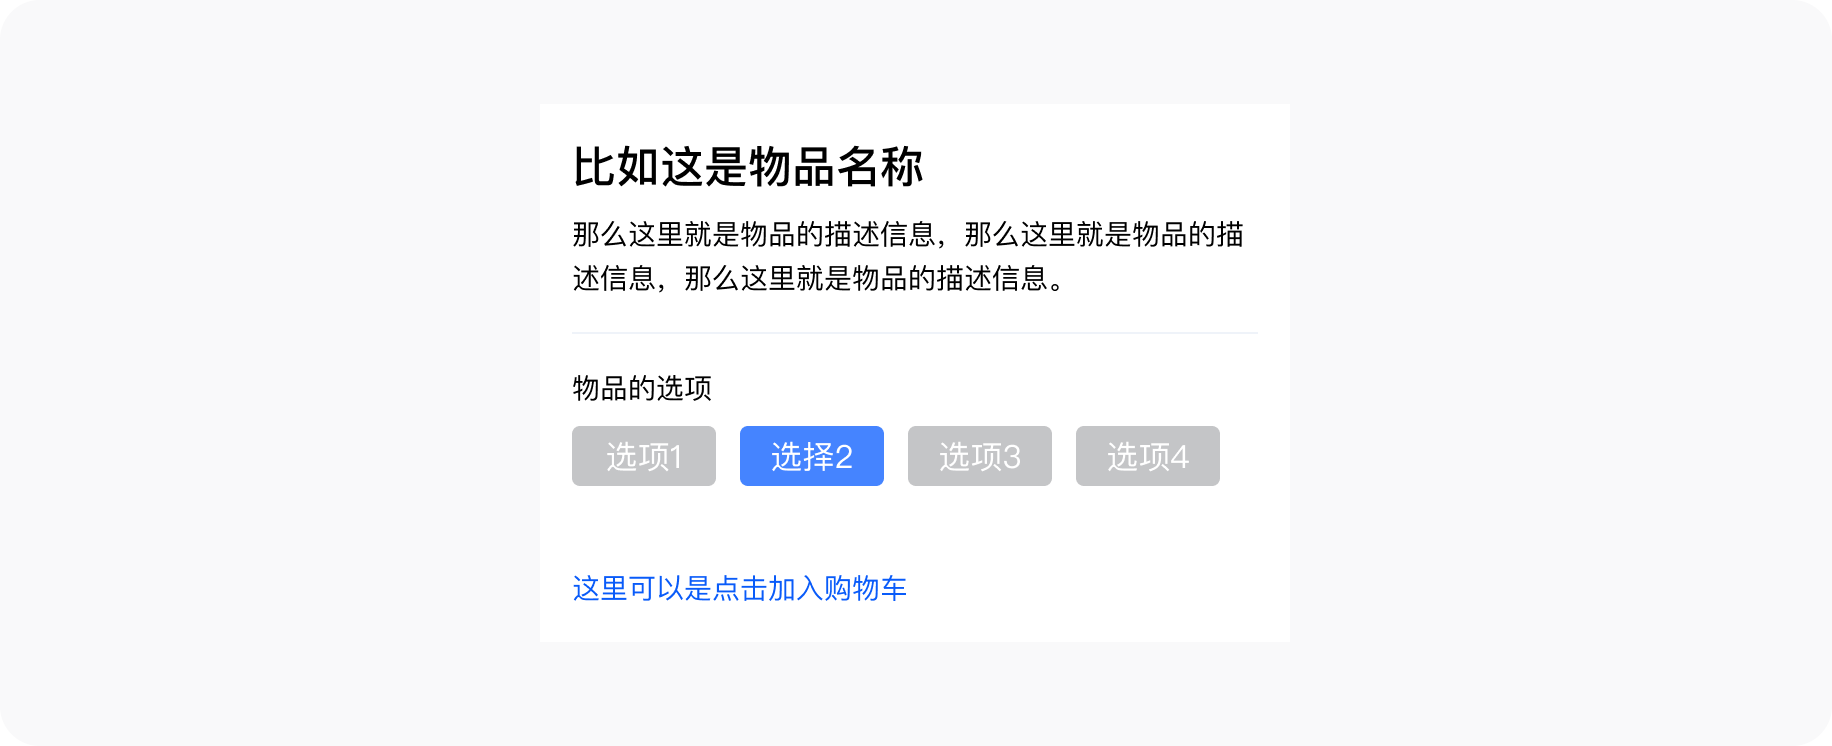 比如这是物品名称
那么这里就是物品的描述信息，那么这里就是物品的描
述信息，那么这里就是物品的描述信息。
物品的选项
选项1 选择2 选项3 选项4
这里可以是点击加入购物车